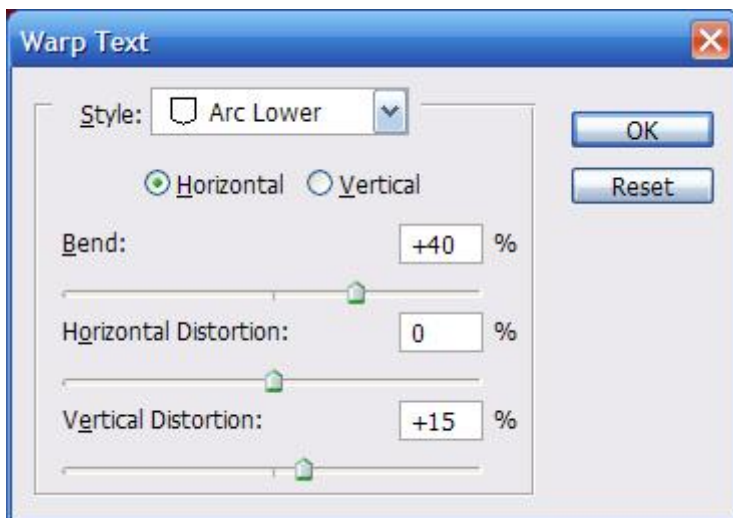 Warp Text
Style: Arc Lower
OK
Horizontal Vertical
Reset
Bend: +40 %
Horizontal Distortion: 0 %
Vertical Distortion: +15 %